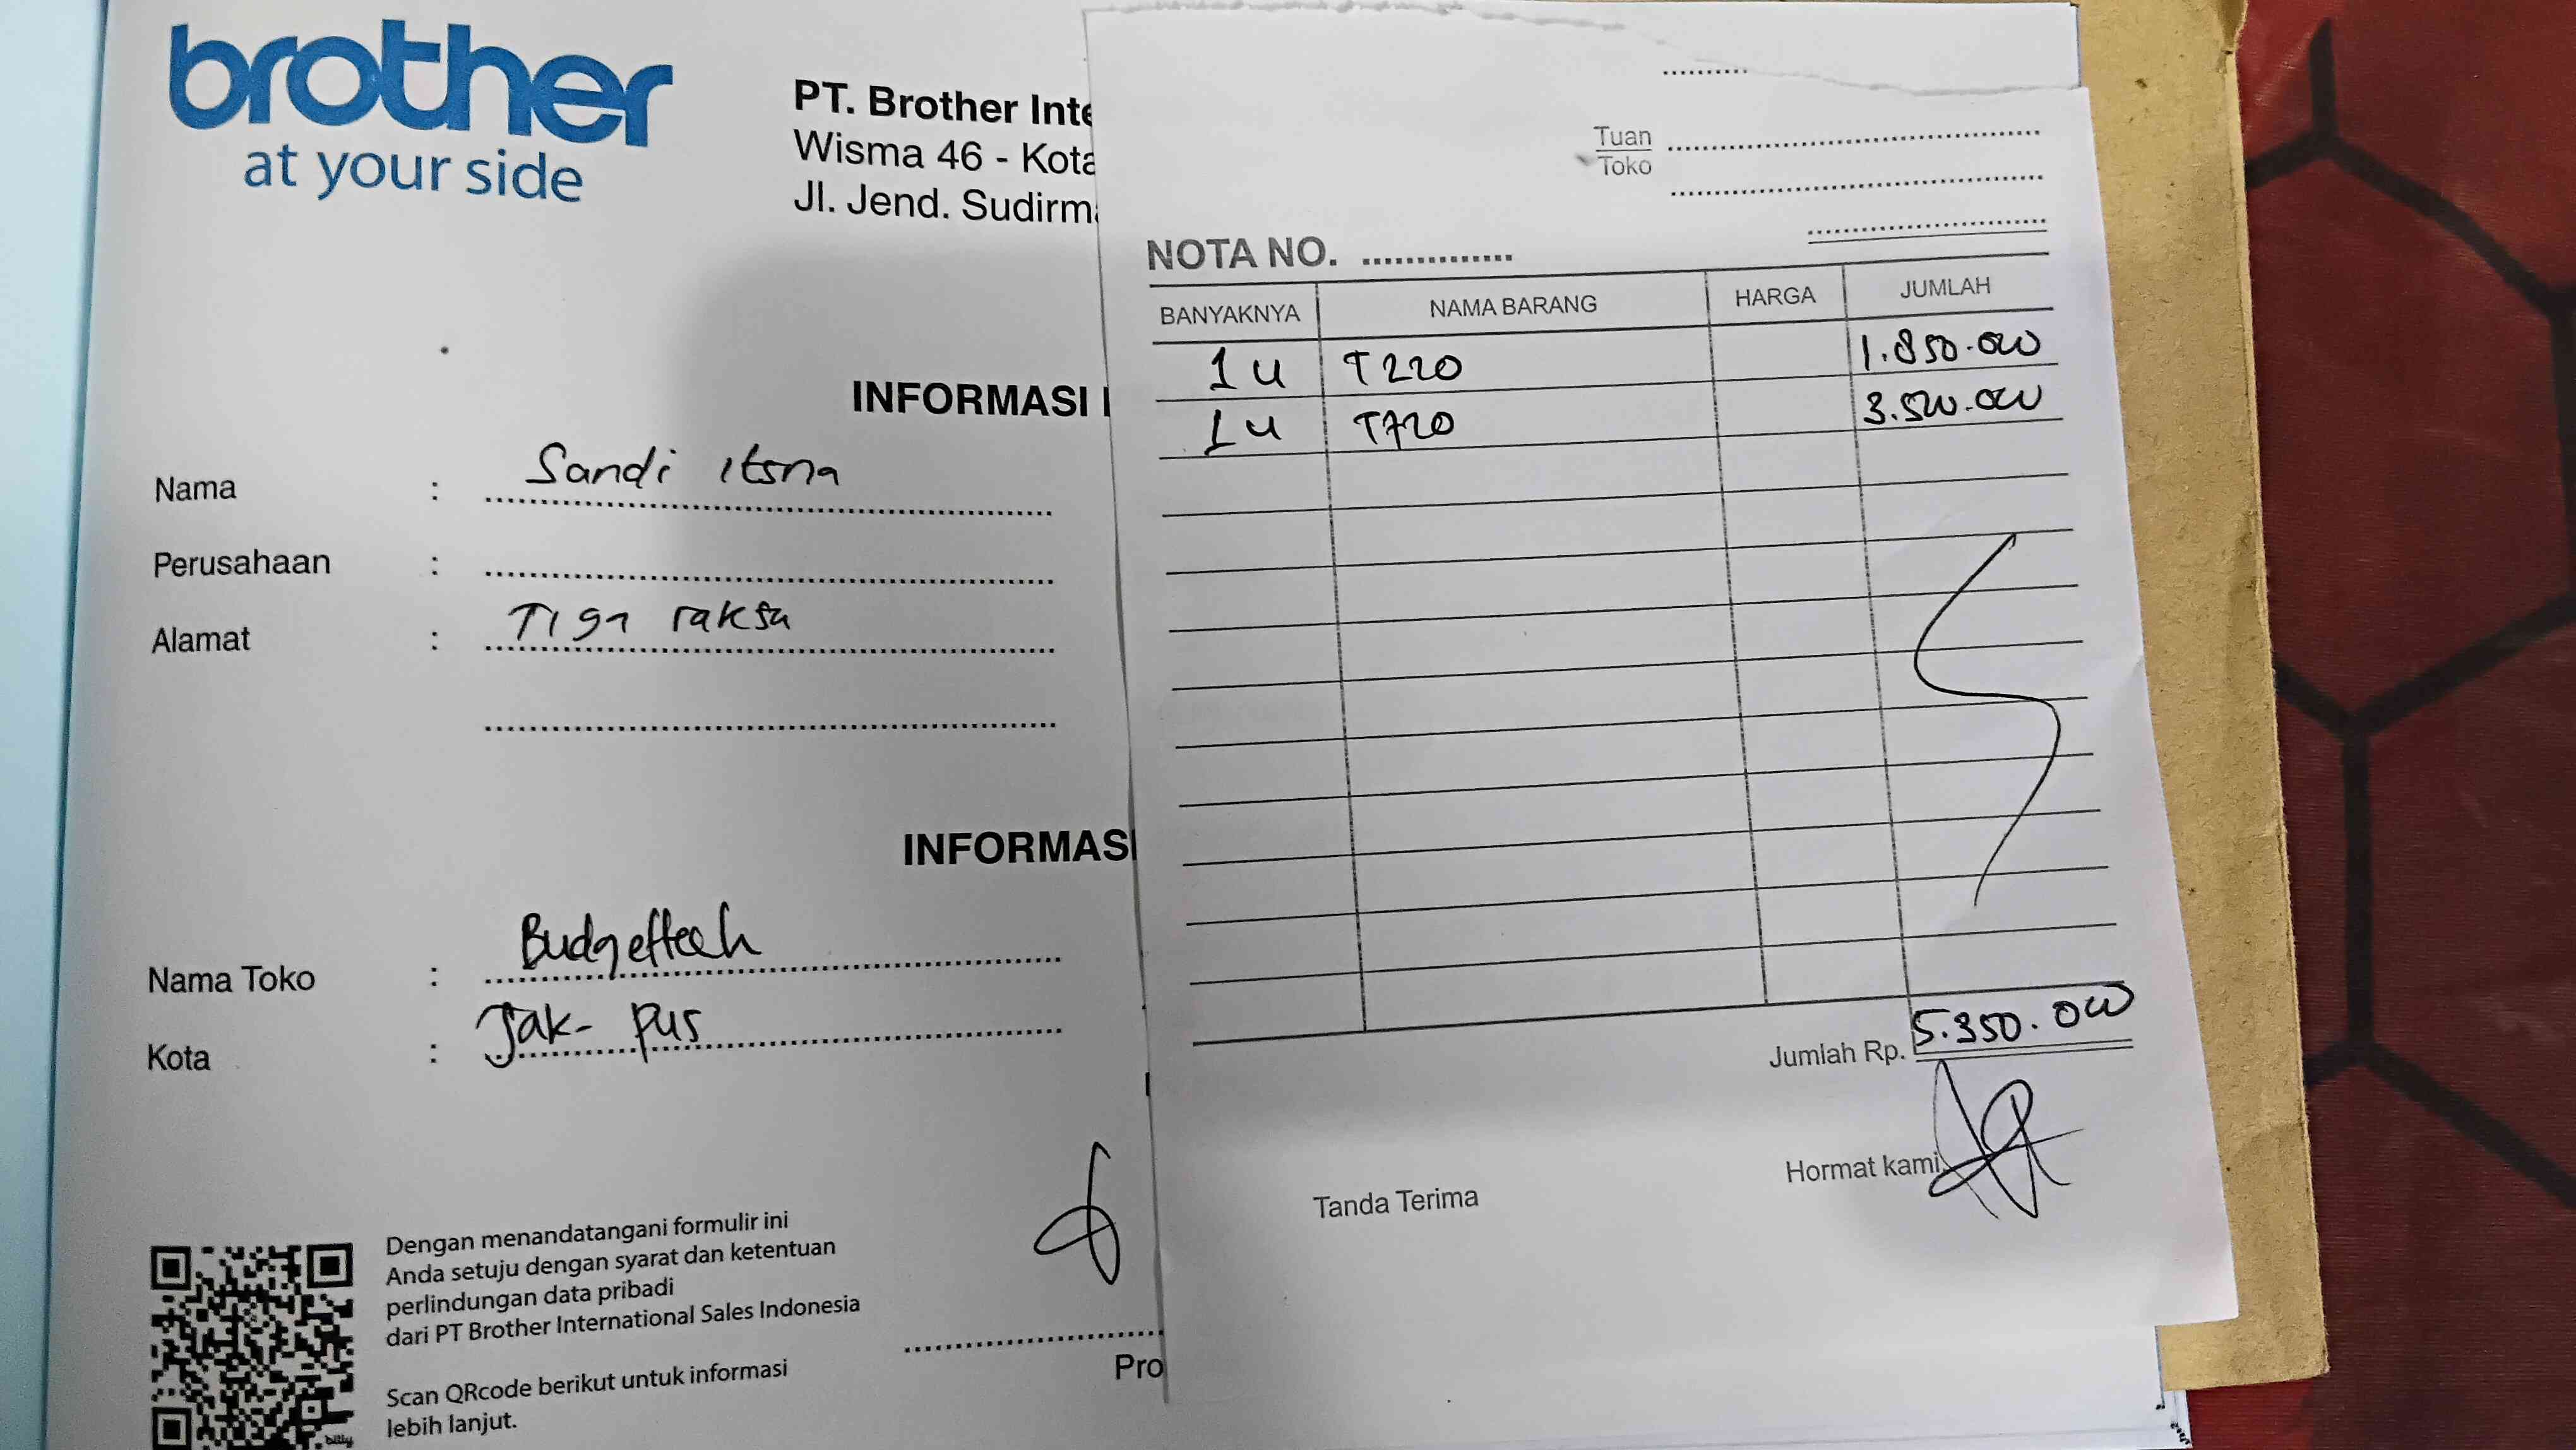 brother
at your side
PT. Brother Inte
Wisma 46 - Kota
Jl. Jend. Sudirma
INFORMASI
Nama : Sandi Itsna
Perusahaan :
Alamat : Tiga raksa
INFORMASI
Nama Toko : Budgettech
Kota : Jak-Pus
Dengan menandatangani formulir ini
Anda setuju dengan syarat dan ketentuan
perlindungan data pribadi
dari PT Brother International Sales Indonesia
Scan QRcode berikut untuk informasi
lebih lanjut.
bitly
Pro
Tuan
Toko
NOTA NO.
BANYAKNYA NAMA BARANG HARGA JUMLAH
1 u T220 1.850.000
1 u T720 3.500.000
Jumlah Rp. 5.350.000
Tanda Terima
Hormat kami,